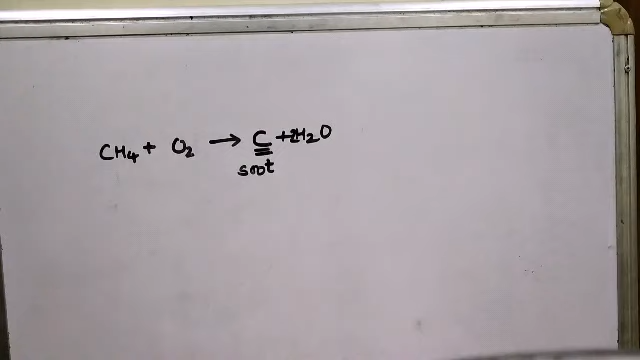 CH₄ + O₂ → C + 2H₂O
soot